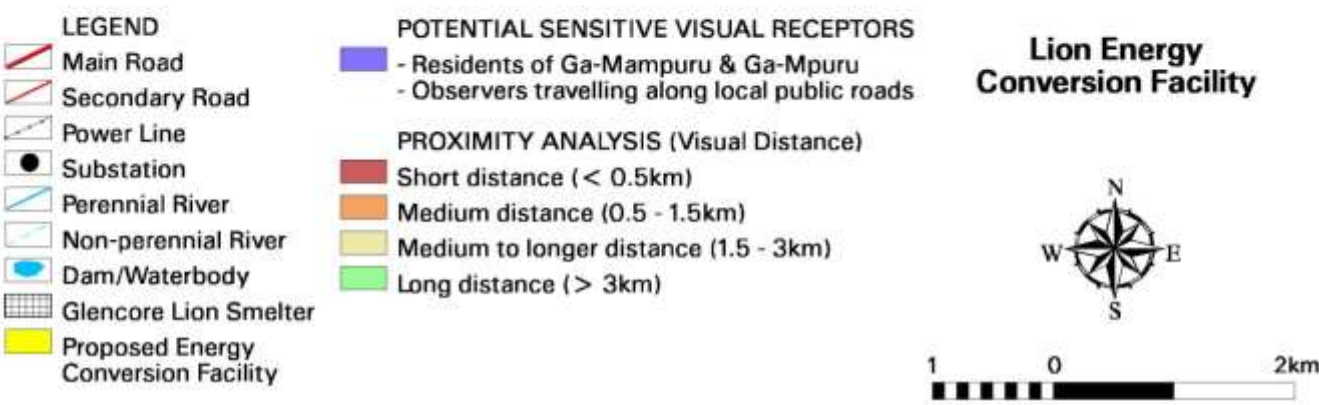 LEGEND
Main Road
Secondary Road
Power Line
Substation
Perennial River
Non-perennial River
Dam/Waterbody
Glencore Lion Smelter
Proposed Energy
Conversion Facility
POTENTIAL SENSITIVE VISUAL RECEPTORS
- Residents of Ga-Mampuru & Ga-Mpuru
- Observers travelling along local public roads
PROXIMITY ANALYSIS (Visual Distance)
Short distance (< 0.5km)
Medium distance (0.5 - 1.5km)
Medium to longer distance (1.5 - 3km)
Long distance (> 3km)
Lion Energy
Conversion Facility
N
W E
S
1 0 2km